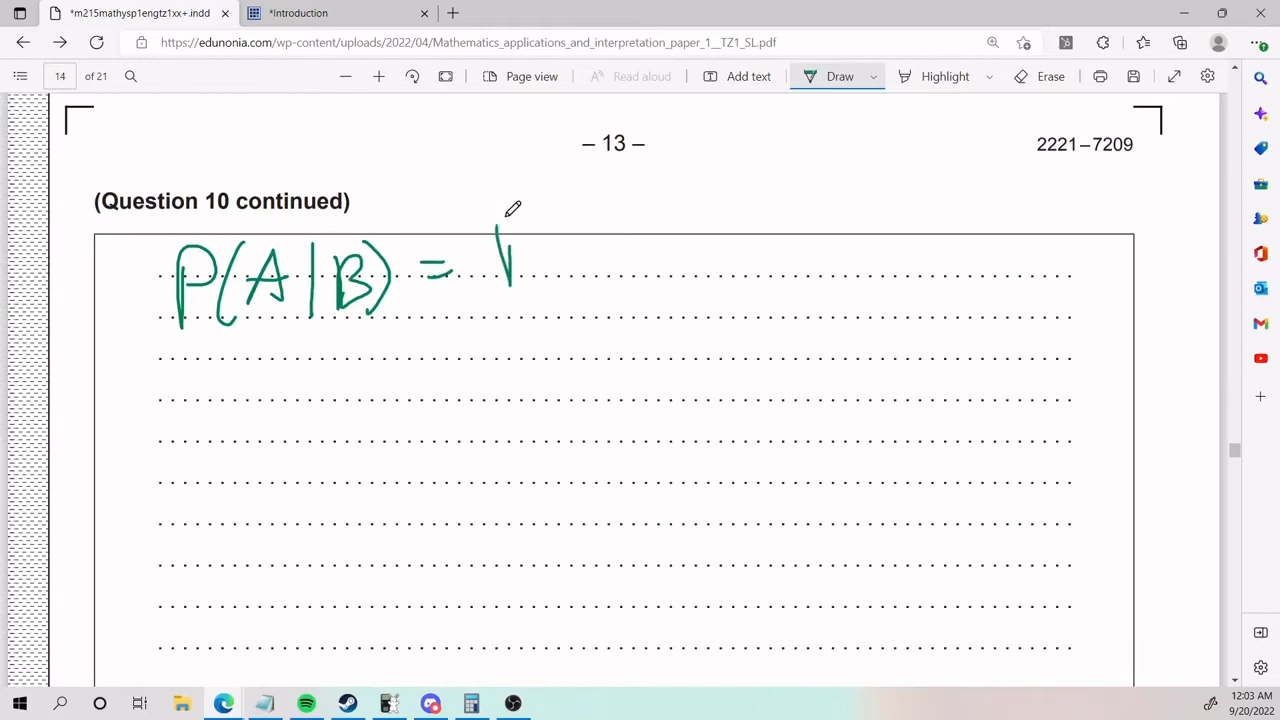 *m215mathysp1engtz1xx+.indd
*Introduction
https://edunonia.com/wp-content/uploads/2022/04/Mathematics_applications_and_interpretation_paper_1__TZ1_SL.pdf
14 of 21 Page view Read aloud Add text Draw Highlight Erase
– 13 – 2221–7209
(Question 10 continued)
P(A|B) =
12:03 AM
9/20/2022